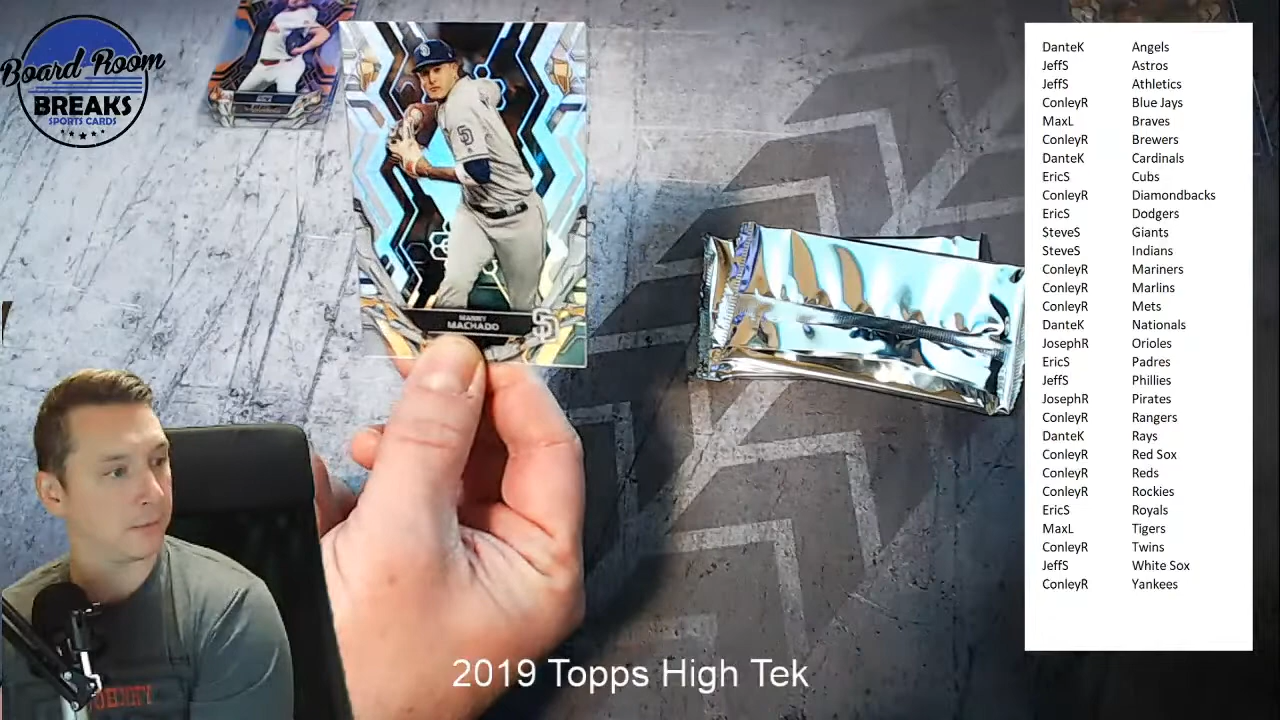 Board Room
BREAKS
SPORTS CARDS
MANNY
MACHADO
SD
DanteK Angels
JeffS Astros
JeffS Athletics
ConleyR Blue Jays
MaxL Braves
ConleyR Brewers
DanteK Cardinals
EricS Cubs
ConleyR Diamondbacks
EricS Dodgers
SteveS Giants
SteveS Indians
ConleyR Mariners
ConleyR Marlins
ConleyR Mets
DanteK Nationals
JosephR Orioles
EricS Padres
JeffS Phillies
JosephR Pirates
ConleyR Rangers
DanteK Rays
ConleyR Red Sox
ConleyR Reds
ConleyR Rockies
EricS Royals
MaxL Tigers
ConleyR Twins
JeffS White Sox
ConleyR Yankees
2019 Topps High Tek